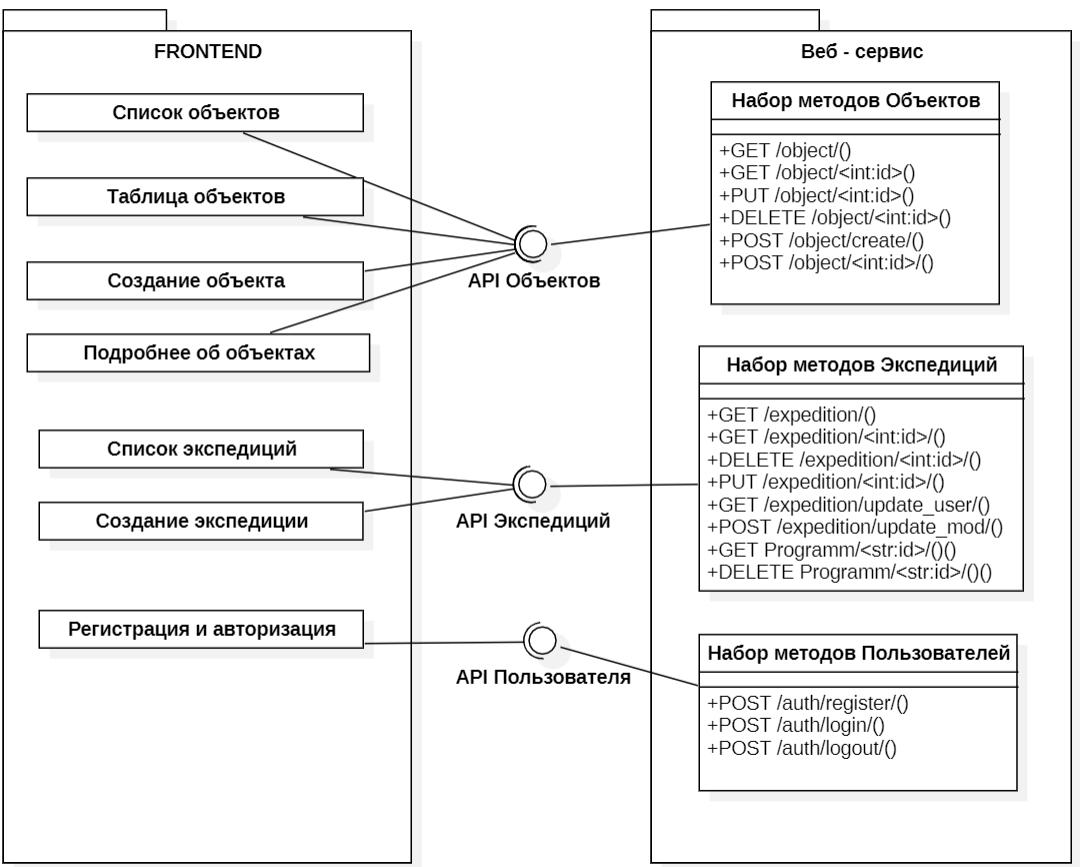 FRONTEND
Список объектов
Таблица объектов
Создание объекта
Подробнее об объектах
Список экспедиций
Создание экспедиции
Регистрация и авторизация
API Объектов
API Экспедиций
API Пользователя
Веб - сервис
Набор методов Объектов
+GET /object/()
+GET /object/<int:id>()
+PUT /object/<int:id>()
+DELETE /object/<int:id>()
+POST /object/create/()
+POST /object/<int:id>/()
Набор методов Экспедиций
+GET /expedition/()
+GET /expedition/<int:id>/()
+DELETE /expedition/<int:id>/()
+PUT /expedition/<int:id>/()
+GET /expedition/update_user/()
+POST /expedition/update_mod/()
+GET Programm/<str:id>/()()
+DELETE Programm/<str:id>/()()
Набор методов Пользователей
+POST /auth/register/()
+POST /auth/login/()
+POST /auth/logout/()